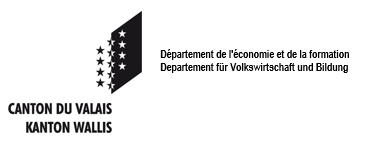 Département de l'économie et de la formation
Departement für Volkswirtschaft und Bildung
CANTON DU VALAIS
KANTON WALLIS